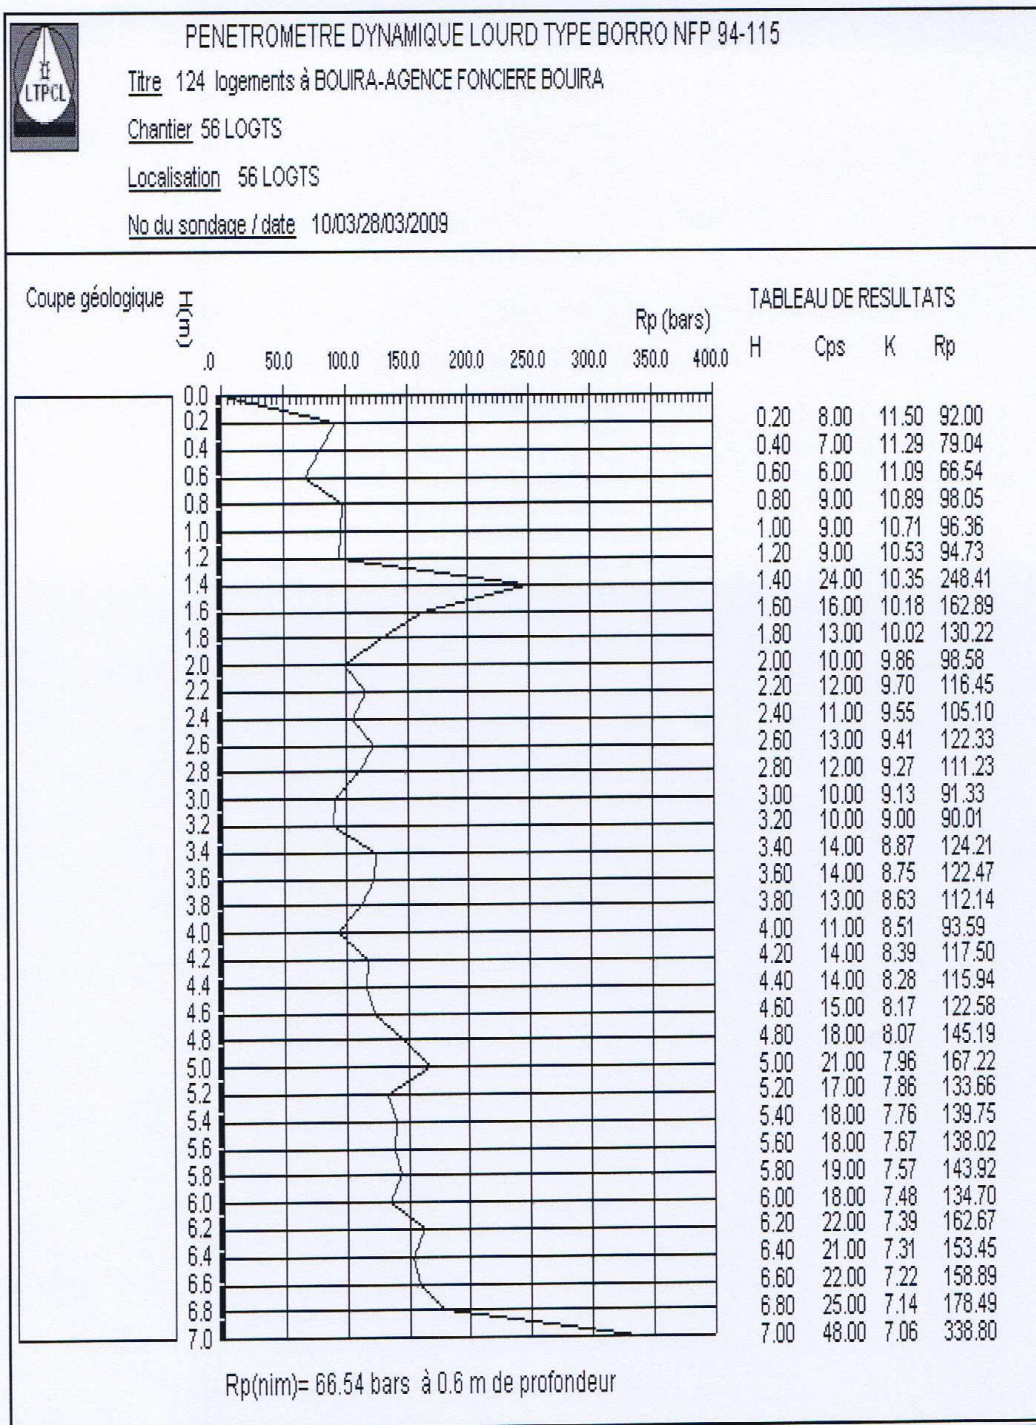 LTPCL
PENETROMETRE DYNAMIQUE LOURD TYPE BORRO NFP 94-115
Titre 124 logements à BOUIRA-AGENCE FONCIERE BOUIRA
Chantier 56 LOGTS
Localisation 56 LOGTS
No du sondage / date 10/03/28/03/2009
Coupe géologique
H(m)
Rp (bars)
.0 50.0 100.0 150.0 200.0 250.0 300.0 350.0 400.0
0.0
0.2
0.4
0.6
0.8
1.0
1.2
1.4
1.6
1.8
2.0
2.2
2.4
2.6
2.8
3.0
3.2
3.4
3.6
3.8
4.0
4.2
4.4
4.6
4.8
5.0
5.2
5.4
5.6
5.8
6.0
6.2
6.4
6.6
6.8
7.0
TABLEAU DE RESULTATS
H Cps K Rp
0.20 8.00 11.50 92.00
0.40 7.00 11.29 79.04
0.60 6.00 11.09 66.54
0.80 9.00 10.89 98.05
1.00 9.00 10.71 96.36
1.20 9.00 10.53 94.73
1.40 24.00 10.35 248.41
1.60 16.00 10.18 162.89
1.80 13.00 10.02 130.22
2.00 10.00 9.86 98.58
2.20 12.00 9.70 116.45
2.40 11.00 9.55 105.10
2.60 13.00 9.41 122.33
2.80 12.00 9.27 111.23
3.00 10.00 9.13 91.33
3.20 10.00 9.00 90.01
3.40 14.00 8.87 124.21
3.60 14.00 8.75 122.47
3.80 13.00 8.63 112.14
4.00 11.00 8.51 93.59
4.20 14.00 8.39 117.50
4.40 14.00 8.28 115.94
4.60 15.00 8.17 122.58
4.80 18.00 8.07 145.19
5.00 21.00 7.96 167.22
5.20 17.00 7.86 133.66
5.40 18.00 7.76 139.75
5.60 18.00 7.67 138.02
5.80 19.00 7.57 143.92
6.00 18.00 7.48 134.70
6.20 22.00 7.39 162.67
6.40 21.00 7.31 153.45
6.60 22.00 7.22 158.89
6.80 25.00 7.14 178.49
7.00 48.00 7.06 338.80
Rp(nim)= 66.54 bars à 0.6 m de profondeur